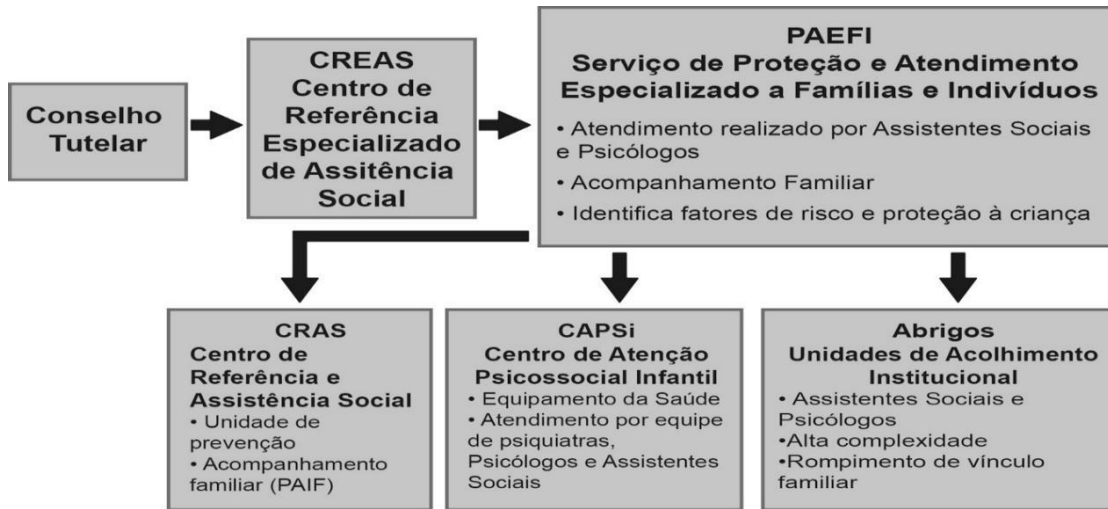 Conselho
Tutelar
CREAS
Centro de
Referência
Especializado
de Assitência
Social
PAEFI
Serviço de Proteção e Atendimento
Especializado a Famílias e Indivíduos
• Atendimento realizado por Assistentes Sociais
e Psicólogos
• Acompanhamento Familiar
• Identifica fatores de risco e proteção à criança
CRAS
Centro de
Referência e
Assistência Social
• Unidade de
prevenção
• Acompanhamento
familiar (PAIF)
CAPSi
Centro de Atenção
Psicossocial Infantil
• Equipamento da Saúde
• Atendimento por equipe
de psiquiatras,
Psicólogos e Assistentes
Sociais
Abrigos
Unidades de Acolhimento
Institucional
• Assistentes Sociais e
Psicólogos
•Alta complexidade
•Rompimento de vínculo
familiar